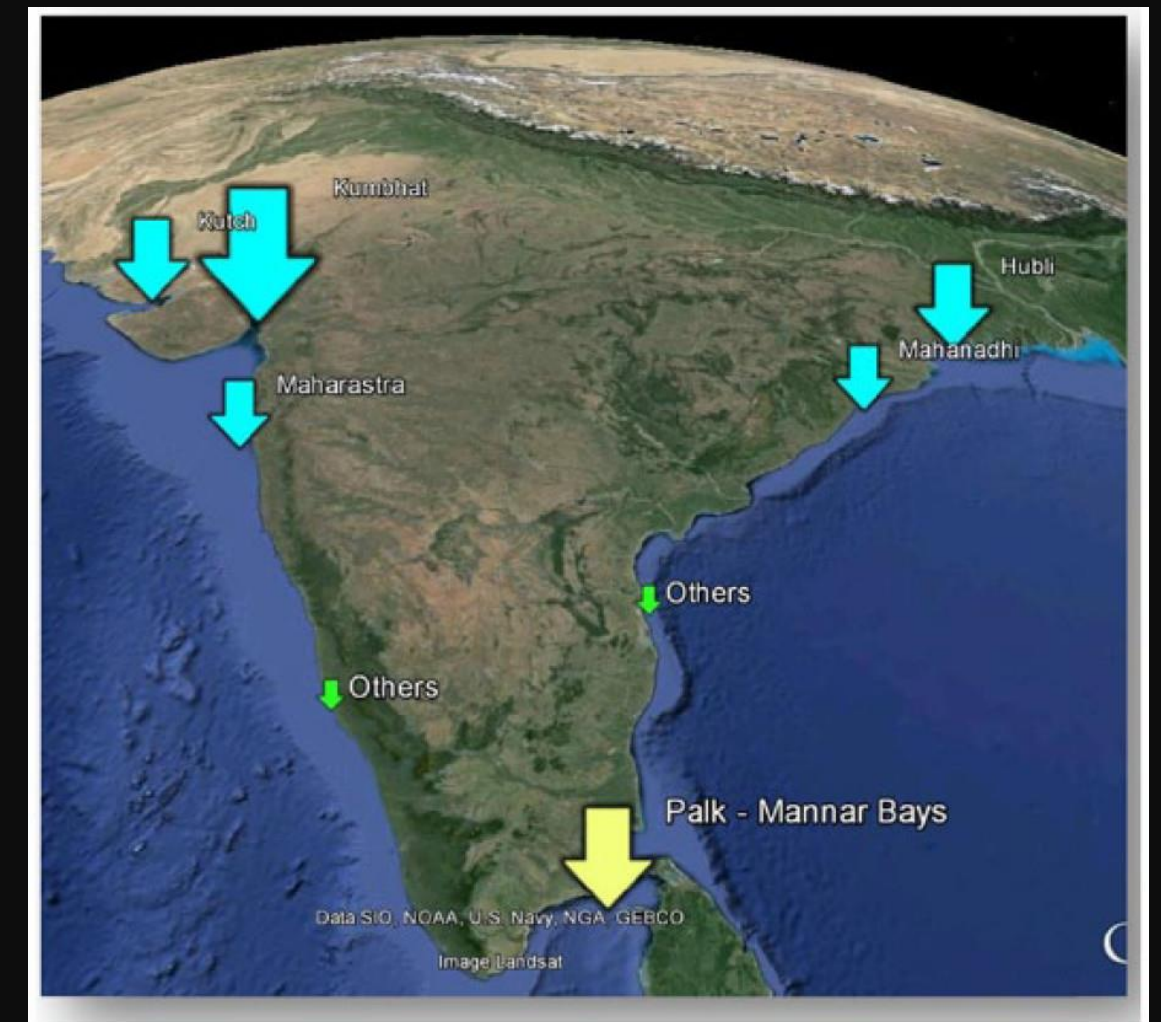 Kumbhat
Kutch
Hubli
Mahanadhi
Maharastra
Others
Others
Palk - Mannar Bays
Data SIO, NOAA, U.S. Navy, NGA, GEBCO
Image Landsat